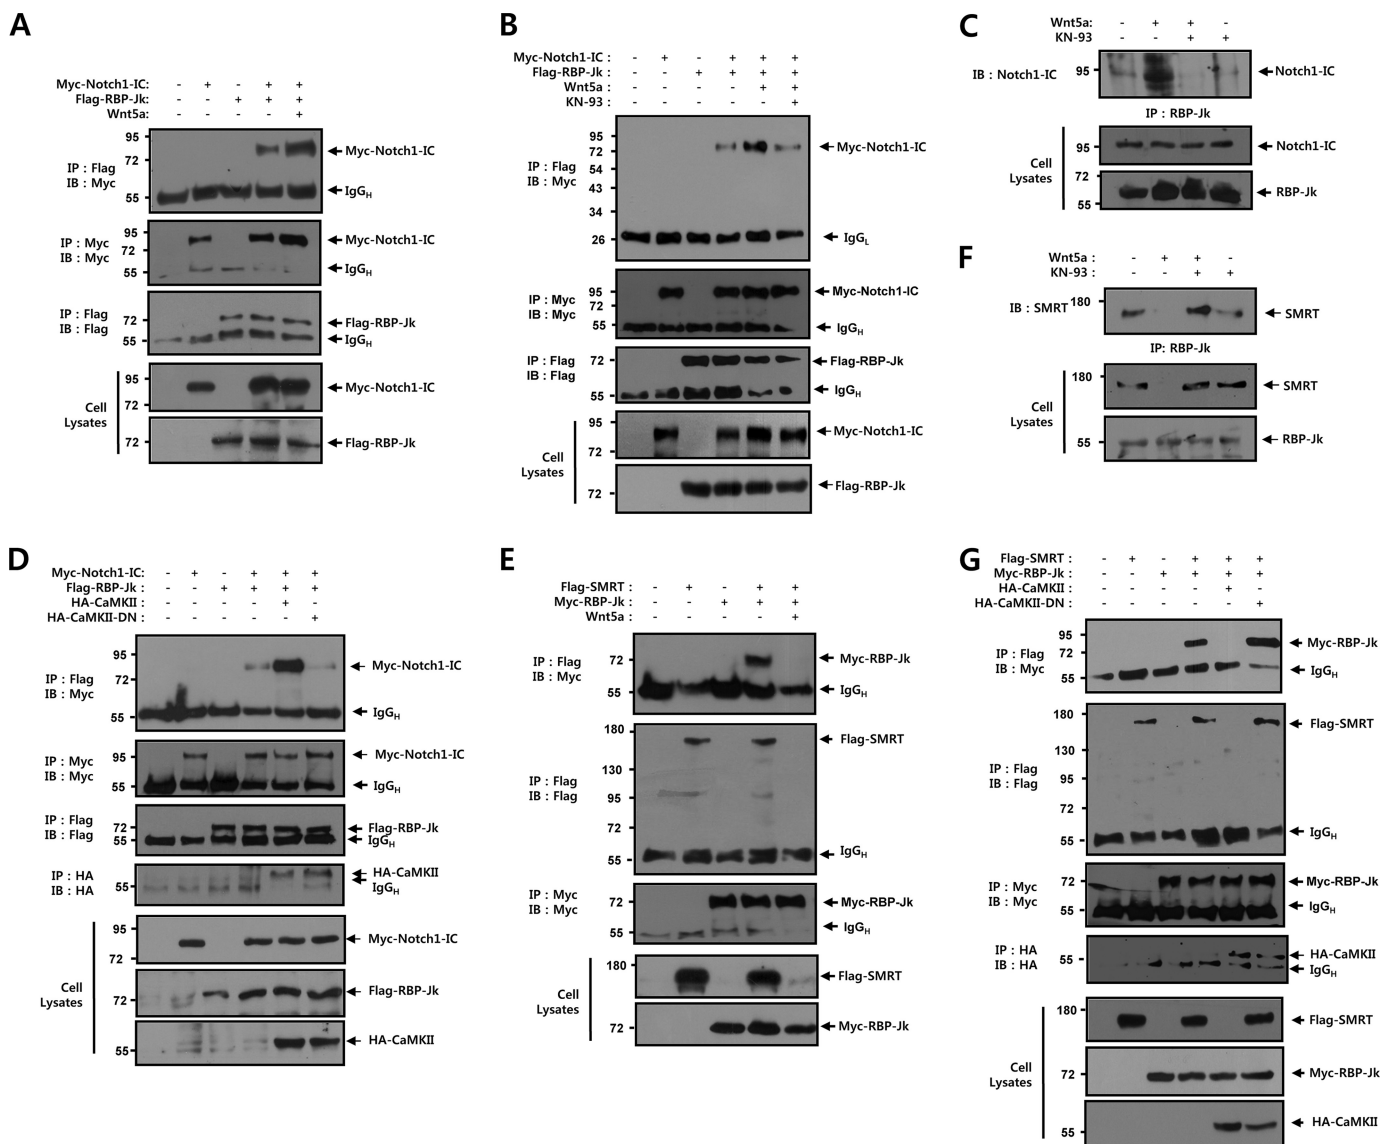 A
Myc-Notch1-IC: - + - + +
Flag-RBP-Jk: - - + + +
Wnt5a: - - - - +
95
72
55
IP : Flag
IB : Myc
Myc-Notch1-IC
IgGH
95
72
55
IP : Myc
IB : Myc
Myc-Notch1-IC
IgGH
72
55
IP : Flag
IB : Flag
Flag-RBP-Jk
IgGH
Cell
Lysates
95
72
Myc-Notch1-IC
72
Flag-RBP-Jk
B
Myc-Notch1-IC : - + - + + +
Flag-RBP-Jk : - - + + + +
Wnt5a : - - - - + +
KN-93 : - - - - - +
95
72
54
43
34
26
IP : Flag
IB : Myc
Myc-Notch1-IC
IgGL
95
72
55
IP : Myc
IB : Myc
Myc-Notch1-IC
IgGH
72
55
IP : Flag
IB : Flag
Flag-RBP-Jk
IgGH
Cell
Lysates
95
72
Myc-Notch1-IC
72
Flag-RBP-Jk
C
Wnt5a: - + + -
KN-93 : - - + +
IB : Notch1-IC
95
Notch1-IC
IP : RBP-Jk
Cell
Lysates
95
Notch1-IC
72
55
RBP-Jk
F
Wnt5a : - + + -
KN-93 : - - + +
IB : SMRT
180
SMRT
IP: RBP-Jk
Cell
Lysates
180
SMRT
55
RBP-Jk
D
Myc-Notch1-IC: - + - + + +
Flag-RBP-Jk : - - + + + +
HA-CaMKII : - - - - + -
HA-CaMKII-DN : - - - - - +
95
72
55
IP : Flag
IB : Myc
Myc-Notch1-IC
IgGH
95
55
IP : Myc
IB : Myc
Myc-Notch1-IC
IgGH
72
55
IP : Flag
IB : Flag
Flag-RBP-Jk
IgGH
55
IP : HA
IB : HA
HA-CaMKII
IgGH
Cell
Lysates
95
72
Myc-Notch1-IC
72
Flag-RBP-Jk
55
HA-CaMKII
E
Flag-SMRT : - + - + +
Myc-RBP-Jk : - - + + +
Wnt5a : - - - - +
72
55
IP : Flag
IB : Myc
Myc-RBP-Jk
IgGH
180
130
95
72
55
IP : Flag
IB : Flag
Flag-SMRT
IgGH
72
55
IP : Myc
IB : Myc
Myc-RBP-Jk
IgGH
Cell
Lysates
180
Flag-SMRT
72
Myc-RBP-Jk
G
Flag-SMRT : - + - + + +
Myc-RBP-Jk : - - + + + +
HA-CaMKII : - - - - + -
HA-CaMKII-DN : - - - - - +
95
72
55
IP : Flag
IB : Myc
Myc-RBP-Jk
IgGH
180
130
95
72
55
IP : Flag
IB : Flag
Flag-SMRT
IgGH
72
55
IP : Myc
IB : Myc
Myc-RBP-Jk
IgGH
55
IP : HA
IB : HA
HA-CaMKII
IgGH
Cell
Lysates
180
Flag-SMRT
72
Myc-RBP-Jk
55
HA-CaMKII